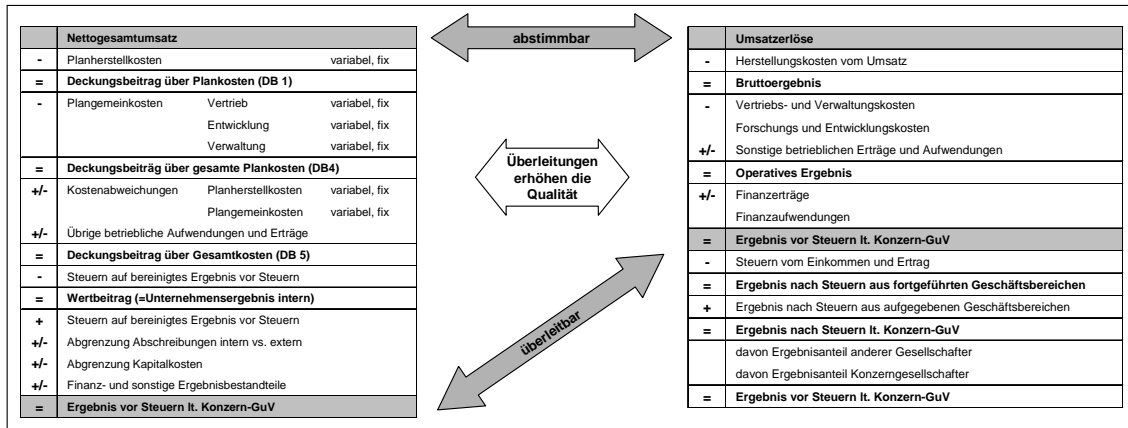 Nettogesamtumsatz
- Planherstellkosten variabel, fix
= Deckungsbeitrag über Plankosten (DB 1)
- Plangemeinkosten Vertrieb variabel, fix
Entwicklung variabel, fix
Verwaltung variabel, fix
= Deckungsbeiträg über gesamte Plankosten (DB4)
+/- Kostenabweichungen Planherstellkosten variabel, fix
Plangemeinkosten variabel, fix
+/- Übrige betriebliche Aufwendungen und Erträge
= Deckungsbeitrag über Gesamtkosten (DB 5)
- Steuern auf bereinigtes Ergebnis vor Steuern
= Wertbeitrag (=Unternehmensergebnis intern)
+ Steuern auf bereinigtes Ergebnis vor Steuern
+/- Abgrenzung Abschreibungen intern vs. extern
+/- Abgrenzung Kapitalkosten
+/- Finanz- und sonstige Ergebnisbestandteile
= Ergebnis vor Steuern lt. Konzern-GuV
abstimmbar
Überleitungen
erhöhen die
Qualität
überleitbar
Umsatzerlöse
- Herstellungskosten vom Umsatz
= Bruttoergebnis
- Vertriebs- und Verwaltungskosten
Forschungs und Entwicklungskosten
+/- Sonstige betrieblichen Erträge und Aufwendungen
= Operatives Ergebnis
+/- Finanzerträge
Finanzaufwendungen
= Ergebnis vor Steuern lt. Konzern-GuV
- Steuern vom Einkommen und Ertrag
= Ergebnis nach Steuern aus fortgeführten Geschäftsbereichen
+ Ergebnis nach Steuern aus aufgegebenen Geschäftsbereichen
= Ergebnis nach Steuern lt. Konzern-GuV
davon Ergebnisanteil anderer Gesellschafter
davon Ergebnisanteil Konzerngesellschafter
= Ergebnis vor Steuern lt. Konzern-GuV